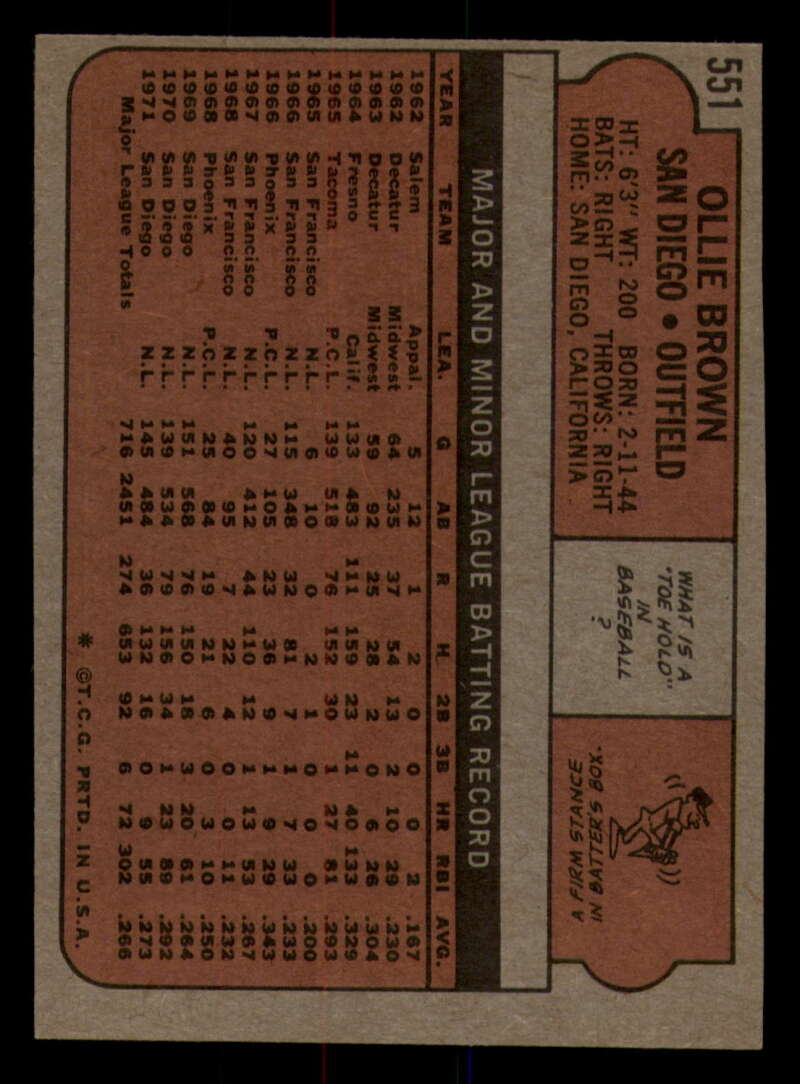 551
OLLIE BROWN
SAN DIEGO • OUTFIELD
HT: 6'3" WT: 200 BORN: 2-11-44
BATS: RIGHT THROWS: RIGHT
HOME: SAN DIEGO, CALIFORNIA
WHAT IS A
"TOE HOLD"
IN
BASEBALL
?
A FIRM STANCE
IN BATTER'S BOX.
MAJOR AND MINOR LEAGUE BATTING RECORD
YEAR TEAM LEA. G AB R H 2B 3B HR RBI AVG.
1962 Salem Appal. 5 12 1 2 0 0 0 2 .167
1962 Decatur Midwest 64 235 37 54 13 2 10 29 .230
1963 Decatur Midwest 59 92 25 28 2 0 6 26 .304
1964 Fresno Calif. 133 483 111 159 23 11 40 133 .329
1965 Tacoma P.C.L. 139 518 76 152 30 1 27 81 .293
1965 San Francisco N.L. 6 10 0 2 1 0 0 0 .200
1966 San Francisco N.L. 115 348 32 81 7 1 7 33 .233
1966 Phoenix P.C.L. 27 105 23 36 9 1 9 29 .343
1967 San Francisco N.L. 120 412 44 110 12 1 13 53 .267
1968 San Francisco N.L. 40 95 7 22 4 0 0 11 .232
1968 Phoenix P.C.L. 25 84 19 21 6 0 3 10 .250
1969 San Diego N.L. 151 568 76 150 18 3 20 61 .264
1970 San Diego N.L. 139 534 79 156 34 1 23 89 .292
1971 San Diego N.L. 145 484 36 132 16 0 9 55 .273
Major League Totals 716 2451 274 653 92 6 72 302 .266
* ©T.C.G. PRTD. IN U.S.A.